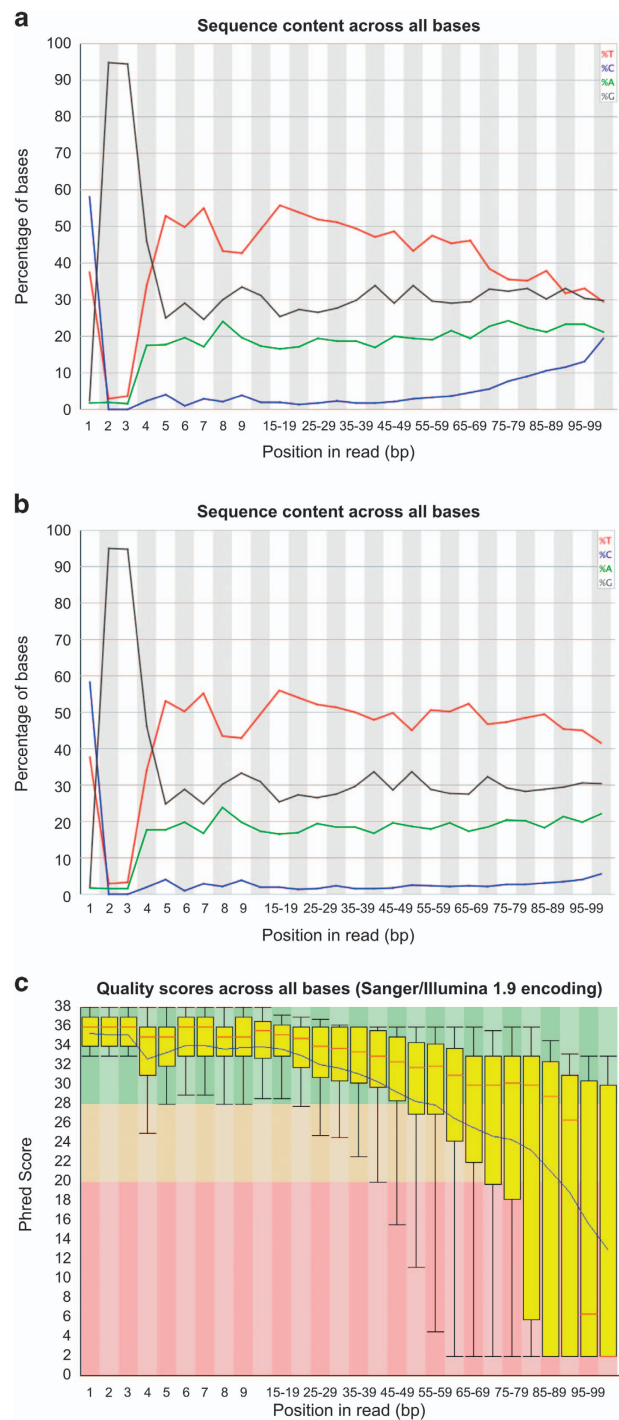 a
Sequence content across all bases
%T
%C
%A
%G
100
90
80
70
60
50
40
30
20
10
0
Percentage of bases
1 2 3 4 5 6 7 8 9 15-19 25-29 35-39 45-49 55-59 65-69 75-79 85-89 95-99
Position in read (bp)
b
Sequence content across all bases
%T
%C
%A
%G
100
90
80
70
60
50
40
30
20
10
0
Percentage of bases
1 2 3 4 5 6 7 8 9 15-19 25-29 35-39 45-49 55-59 65-69 75-79 85-89 95-99
Position in read (bp)
c
Quality scores across all bases (Sanger/Illumina 1.9 encoding)
38
36
34
32
30
28
26
24
22
20
18
16
14
12
10
8
6
4
2
0
Phred Score
1 2 3 4 5 6 7 8 9 15-19 25-29 35-39 45-49 55-59 65-69 75-79 85-89 95-99
Position in read (bp)